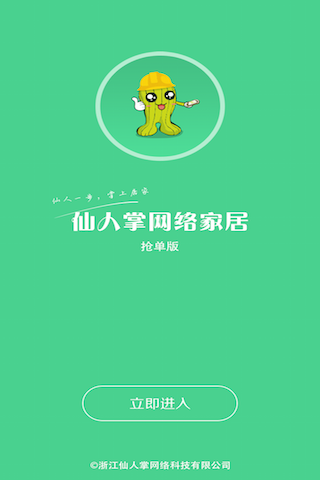 仙人一步，掌上居家
仙人掌网络家居
抢单版
立即进入
©浙江仙人掌网络科技有限公司